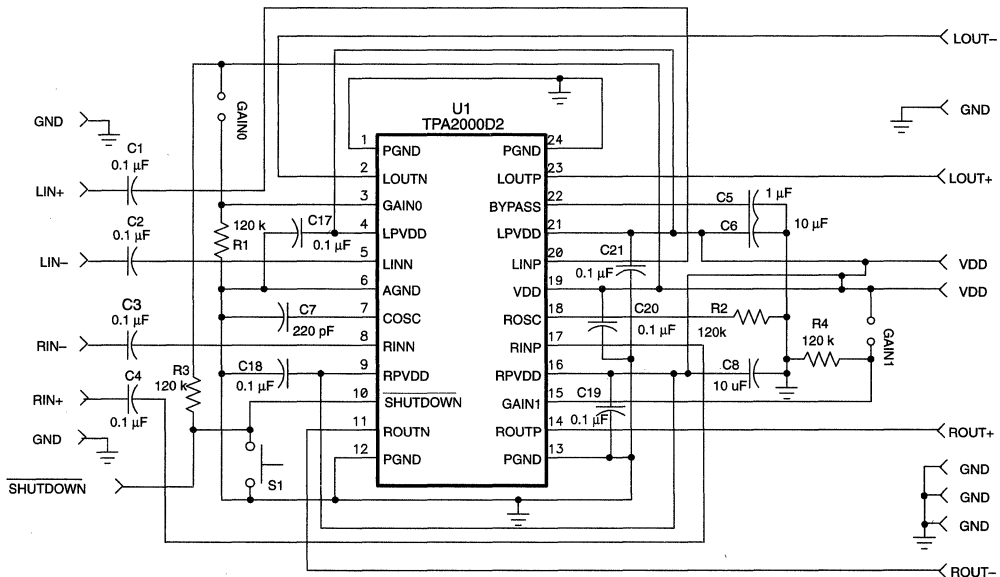 LOUT–
GND
GAIN0
GND
U1
TPA2000D2
C1
0.1 µF
LIN+
1 PGND
PGND 24
2 LOUTN
LOUTP 23
LOUT+
3 GAIN0
BYPASS 22
C5 1 µF
C2
0.1 µF
120 k
R1
C17
0.1 µF
4 LPVDD
LPVDD 21
C6 10 µF
LIN–
5 LINN
LINP 20
C21
0.1 µF
VDD
6 AGND
VDD 19
VDD
C3
0.1 µF
C7
220 pF
7 COSC
ROSC 18
C20
0.1 µF
R2
120k
R4
120 k
GAIN1
RIN–
8 RINN
RINP 17
R3
120 k
C18
0.1 µF
9 RPVDD
RPVDD 16
C8
10 uF
C4
0.1 µF
RIN+
10 SHUTDOWN
GAIN1 15
C19
0.1 µF
11 ROUTN
ROUTP 14
ROUT+
GND
12 PGND
PGND 13
GND
SHUTDOWN
S1
GND
GND
ROUT–